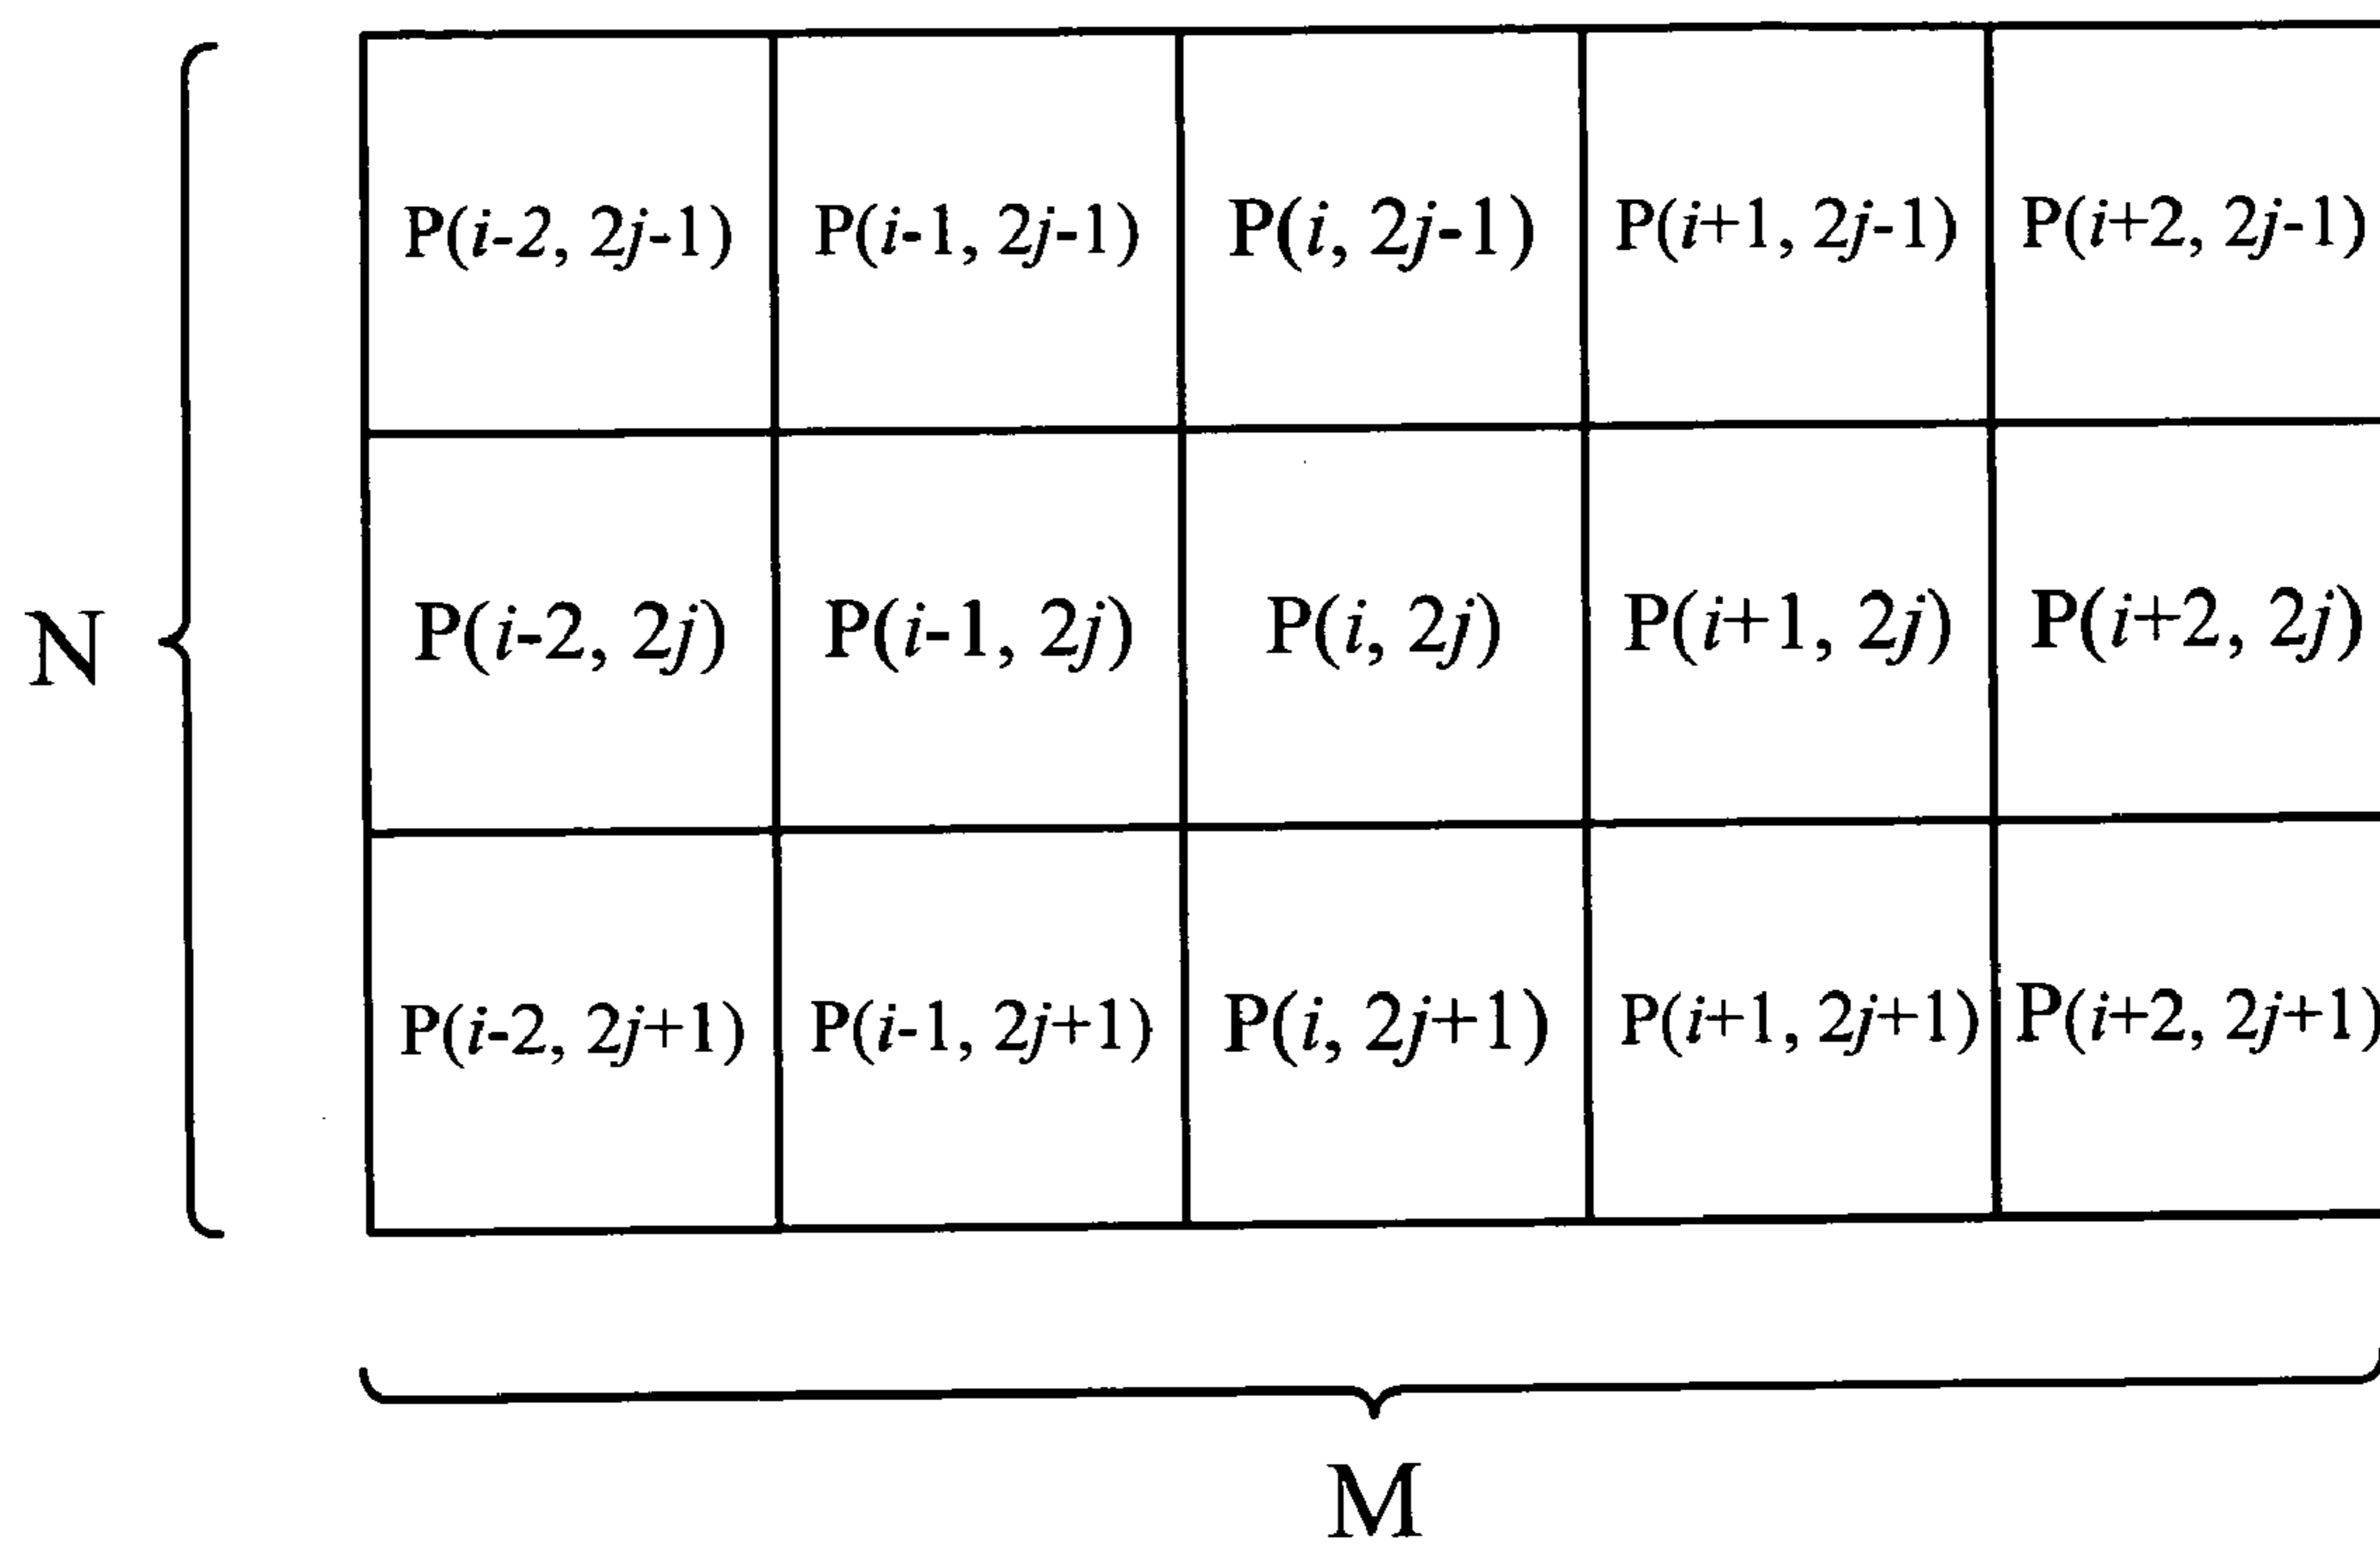 P(i-2, 2j-1) P(i-1, 2j-1) P(i, 2j-1) P(i+1, 2j-1) P(i+2, 2j-1)
N P(i-2, 2j) P(i-1, 2j) P(i, 2j) P(i+1, 2j) P(i+2, 2j)
P(i-2, 2j+1) P(i-1, 2j+1) P(i, 2j+1) P(i+1, 2j+1) P(i+2, 2j+1)
M